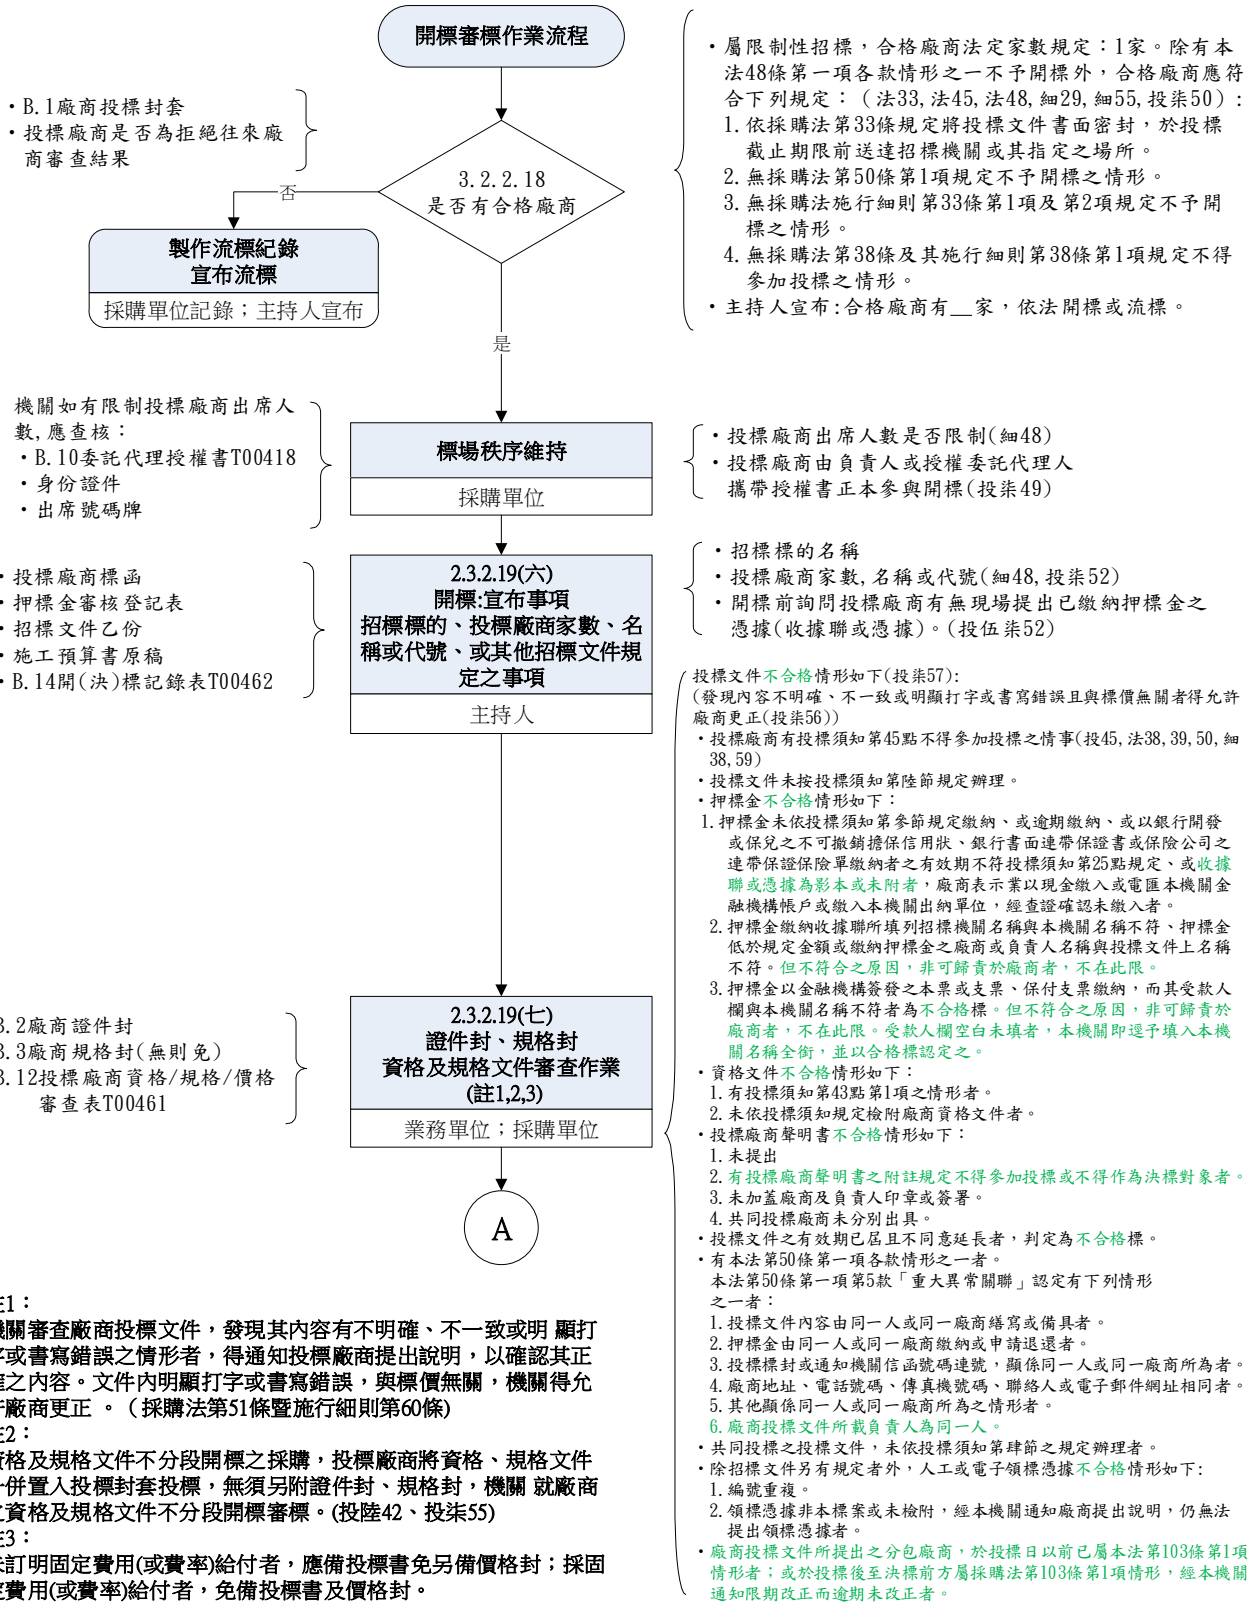 開標審標作業流程
・B.1廠商投標封套
・投標廠商是否為拒絕往來廠
商審查結果
3.2.2.18
是否有合格廠商
否
製作流標紀錄
宣布流標
採購單位記錄；主持人宣布
是
・屬限制性招標，合格廠商法定家數規定：1家。除有本
法48條第一項各款情形之一不予開標外，合格廠商應符
合下列規定：（法33,法45,法48,細29,細55,投柒50）:
1.依採購法第33條規定將投標文件書面密封，於投標
截止期限前送達招標機關或其指定之場所。
2.無採購法第50條第1項規定不予開標之情形。
3.無採購法施行細則第33條第1項及第2項規定不予開
標之情形。
4.無採購法第38條及其施行細則第38條第1項規定不得
參加投標之情形。
・主持人宣布:合格廠商有__家，依法開標或流標。
機關如有限制投標廠商出席人
數,應查核：
・B.10委託代理授權書T00418
・身份證件
・出席號碼牌
標場秩序維持
採購單位
・投標廠商出席人數是否限制(細48)
・投標廠商由負責人或授權委託代理人
攜帶授權書正本參與開標(投柒49)
・投標廠商標函
・押標金審核登記表
・招標文件乙份
・施工預算書原稿
・B.14開(決)標記錄表T00462
2.3.2.19(六)
開標:宣布事項
招標標的、投標廠商家數、名
稱或代號、或其他招標文件規
定之事項
主持人
・招標標的名稱
・投標廠商家數,名稱或代號(細48,投柒52)
・開標前詢問投標廠商有無現場提出已繳納押標金之
憑據(收據聯或憑據)。(投伍柒52)
3.2廠商證件封
3.3廠商規格封(無則免)
3.12投標廠商資格/規格/價格
審查表T00461
2.3.2.19(七)
證件封、規格封
資格及規格文件審查作業
(註1,2,3)
業務單位；採購單位
A
投標文件不合格情形如下(投柒57):
(發現內容不明確、不一致或明顯打字或書寫錯誤且與標價無關者得允許
廠商更正(投柒56))
・投標廠商有投標須知第45點不得參加投標之情事(投45,法38,39,50,細
38,59)
・投標文件未按投標須知第陸節規定辦理。
・押標金不合格情形如下：
1.押標金未依投標須知第參節規定繳納、或逾期繳納、或以銀行開發
或保兌之不可撤銷擔保信用狀、銀行書面連帶保證書或保險公司之
連帶保證保險單繳納者之有效期不符投標須知第25點規定、或收據
聯或憑據為影本或未附者，廠商表示業以現金繳入或電匯本機關金
融機構帳戶或繳入本機關出納單位，經查證確認未繳入者。
2.押標金繳納收據聯所填列招標機關名稱與本機關名稱不符、押標金
低於規定金額或繳納押標金之廠商或負責人名稱與投標文件上名稱
不符。但不符合之原因，非可歸責於廠商者，不在此限。
3.押標金以金融機構簽發之本票或支票、保付支票繳納，而其受款人
欄與本機關名稱不符者為不合格標。但不符合之原因，非可歸責於
廠商者，不在此限。受款人欄空白未填者，本機關即逕予填入本機
關名稱全銜，並以合格標認定之。
・資格文件不合格情形如下：
1.有投標須知第43點第1項之情形者。
2.未依投標須知規定檢附廠商資格文件者。
・投標廠商聲明書不合格情形如下：
1.未提出
2.有投標廠商聲明書之附註規定不得參加投標或不得作為決標對象者。
3.未加蓋廠商及負責人印章或簽署。
4.共同投標廠商未分別出具。
・投標文件之有效期已屆且不同意延長者，判定為不合格標。
・有本法第50條第一項各款情形之一者。
本法第50條第一項第5款「重大異常關聯」認定有下列情形
之一者：
1.投標文件內容由同一人或同一廠商繕寫或備具者。
2.押標金由同一人或同一廠商繳納或申請退還者。
3.投標標封或通知機關信函號碼連號，顯係同一人或同一廠商所為者。
4.廠商地址、電話號碼、傳真機號碼、聯絡人或電子郵件網址相同者。
5.其他顯係同一人或同一廠商所為之情形者。
6.廠商投標文件所載負責人為同一人。
・共同投標之投標文件，未依投標須知第肆節之規定辦理者。
・除招標文件另有規定者外，人工或電子領標憑據不合格情形如下:
1.編號重複。
2.領標憑據非本標案或未檢附，經本機關通知廠商提出說明，仍無法
提出領標憑據者。
・廠商投標文件所提出之分包廠商，於投標日以前已屬本法第103條第1項
情形者；或於投標後至決標前方屬採購法第103條第1項情形，經本機關
通知限期改正而逾期未改正者。
註1：
機關審查廠商投標文件，發現其內容有不明確、不一致或明 顯打
字或書寫錯誤之情形者，得通知投標廠商提出說明，以確認其正
確之內容。文件內明顯打字或書寫錯誤，與標價無關，機關得允
許廠商更正 。（ 採購法第51條暨施行細則第60條)
註2：
資格及規格文件不分段開標之採購，投標廠商將資格、規格文件
一併置入投標封套投標，無須另附證件封、規格封，機關 就廠商
之資格及規格文件不分段開標審標。(投陸42、投柒55)
註3：
未訂明固定費用(或費率)給付者，應備投標書免另備價格封；採固
定費用(或費率)給付者，免備投標書及價格封。